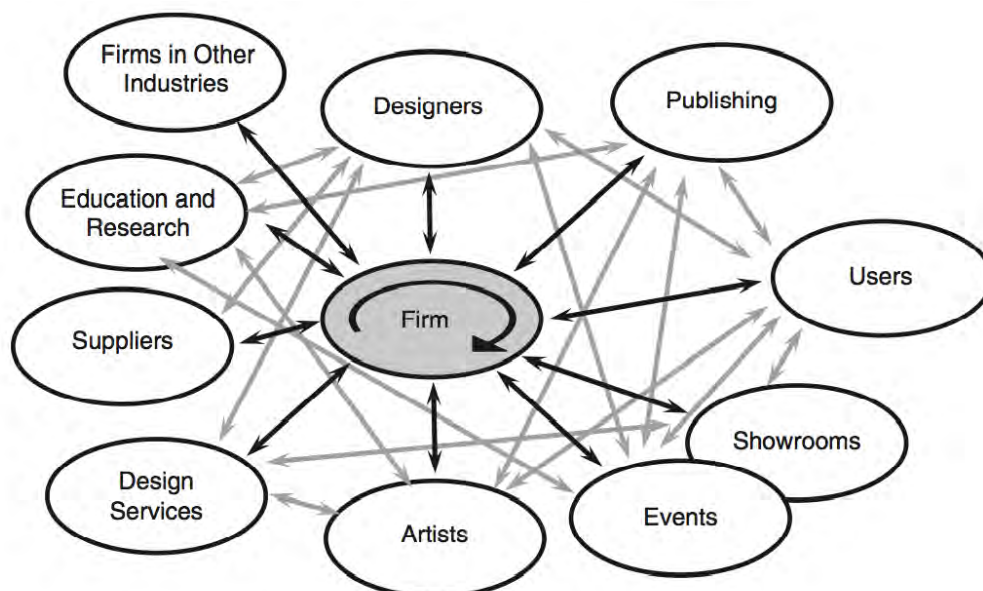 Firms in Other
Industries
Designers
Publishing
Education and
Research
Users
Firm
Suppliers
Showrooms
Design
Services
Artists
Events